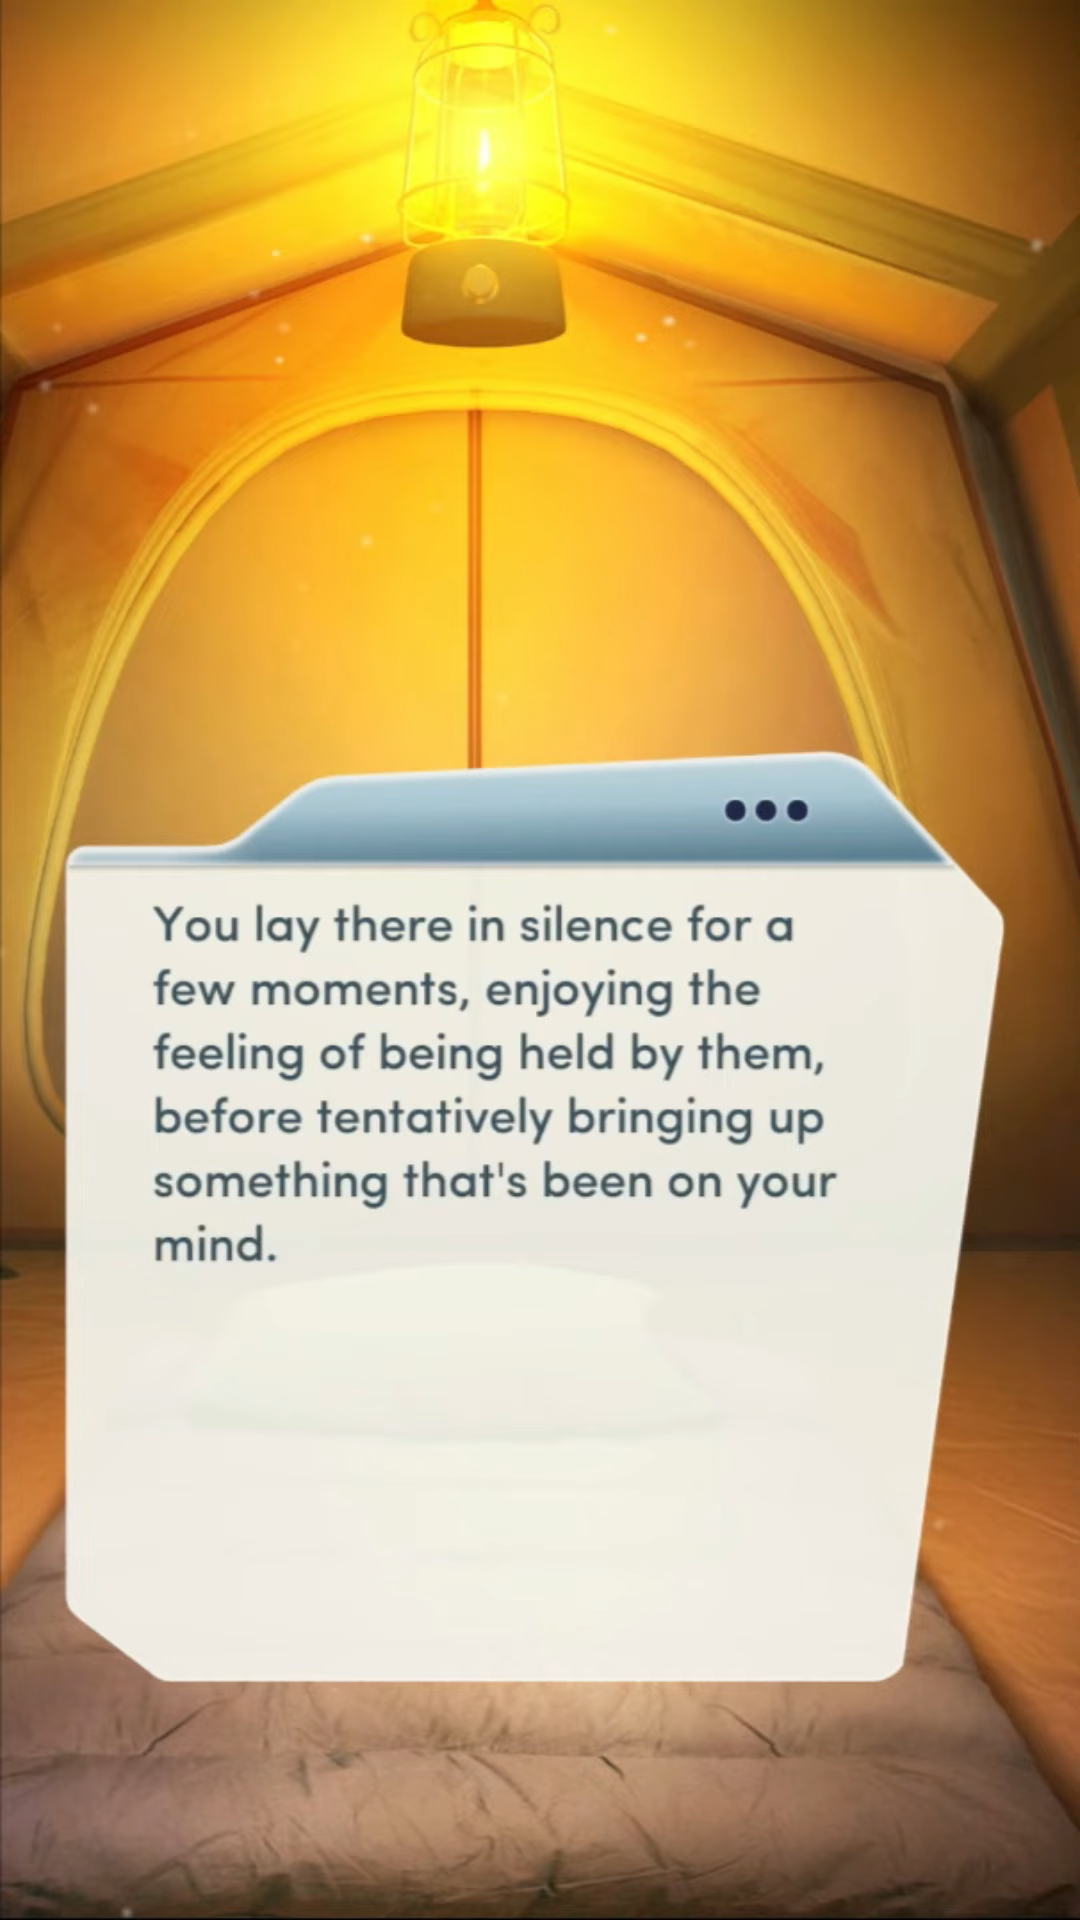 You lay there in silence for a
few moments, enjoying the
feeling of being held by them,
before tentatively bringing up
something that's been on your
mind.